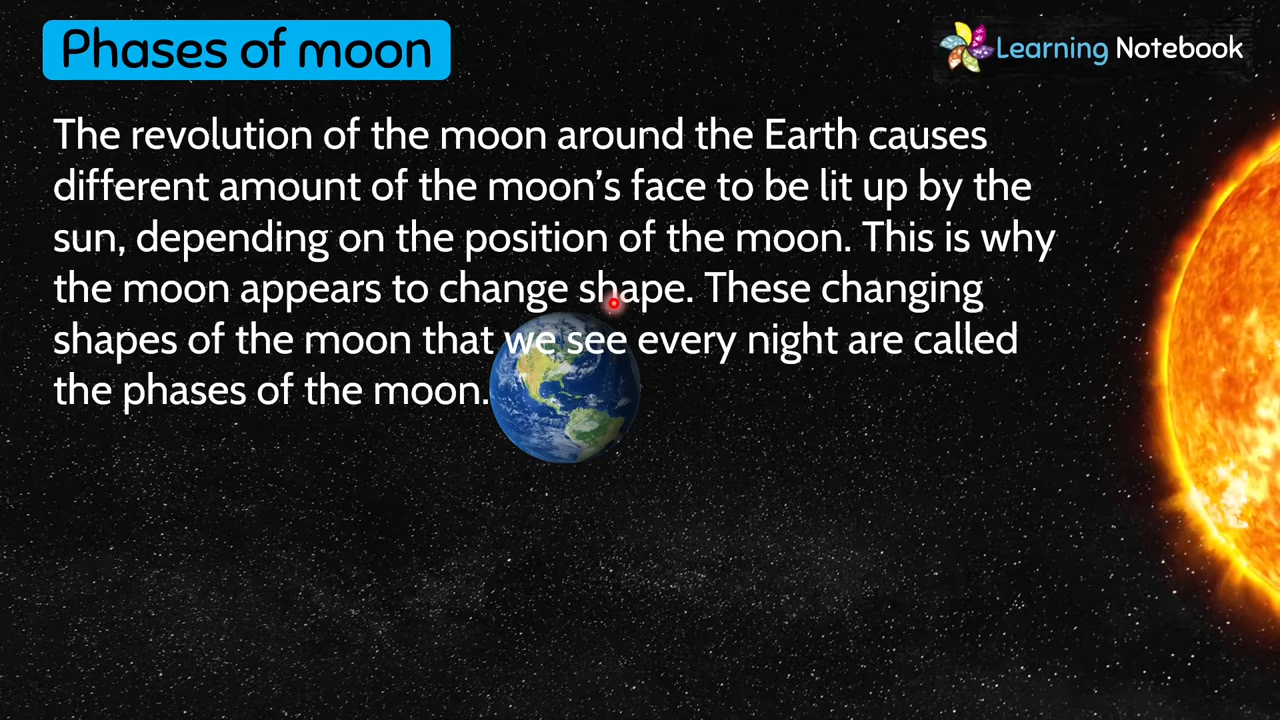 Phases of moon
Learning Notebook
The revolution of the moon around the Earth causes
different amount of the moon's face to be lit up by the
sun, depending on the position of the moon. This is why
the moon appears to change shape. These changing
shapes of the moon that we see every night are called
the phases of the moon.